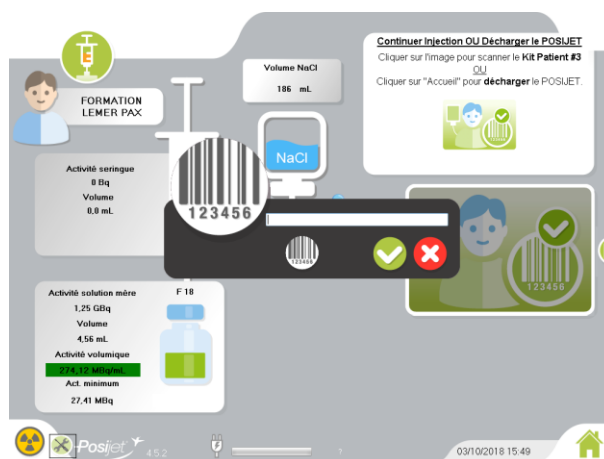 E
FORMATION
LEMER PAX
Volume NaCl
186 mL
NaCl
Continuer Injection OU Décharger le POSIJET
Cliquer sur l'image pour scanner le Kit Patient #3
OU
Cliquer sur "Accueil" pour décharger le POSIJET.
Activité seringue
0 Bq
Volume
0,0 mL
123456
123456
123456
Activité solution mère
1,25 GBq
Volume
4,56 mL
Activité volumique
274,12 MBq/mL
Act. minimum
27,41 MBq
F 18
Posijet
4.5.2
03/10/2018 15:49